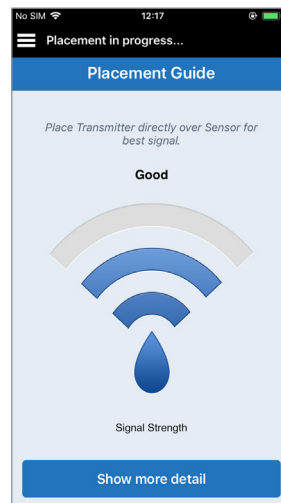 No SIM 12:17
Placement in progress...
Placement Guide
Place Transmitter directly over Sensor for
best signal.
Good
Signal Strength
Show more detail